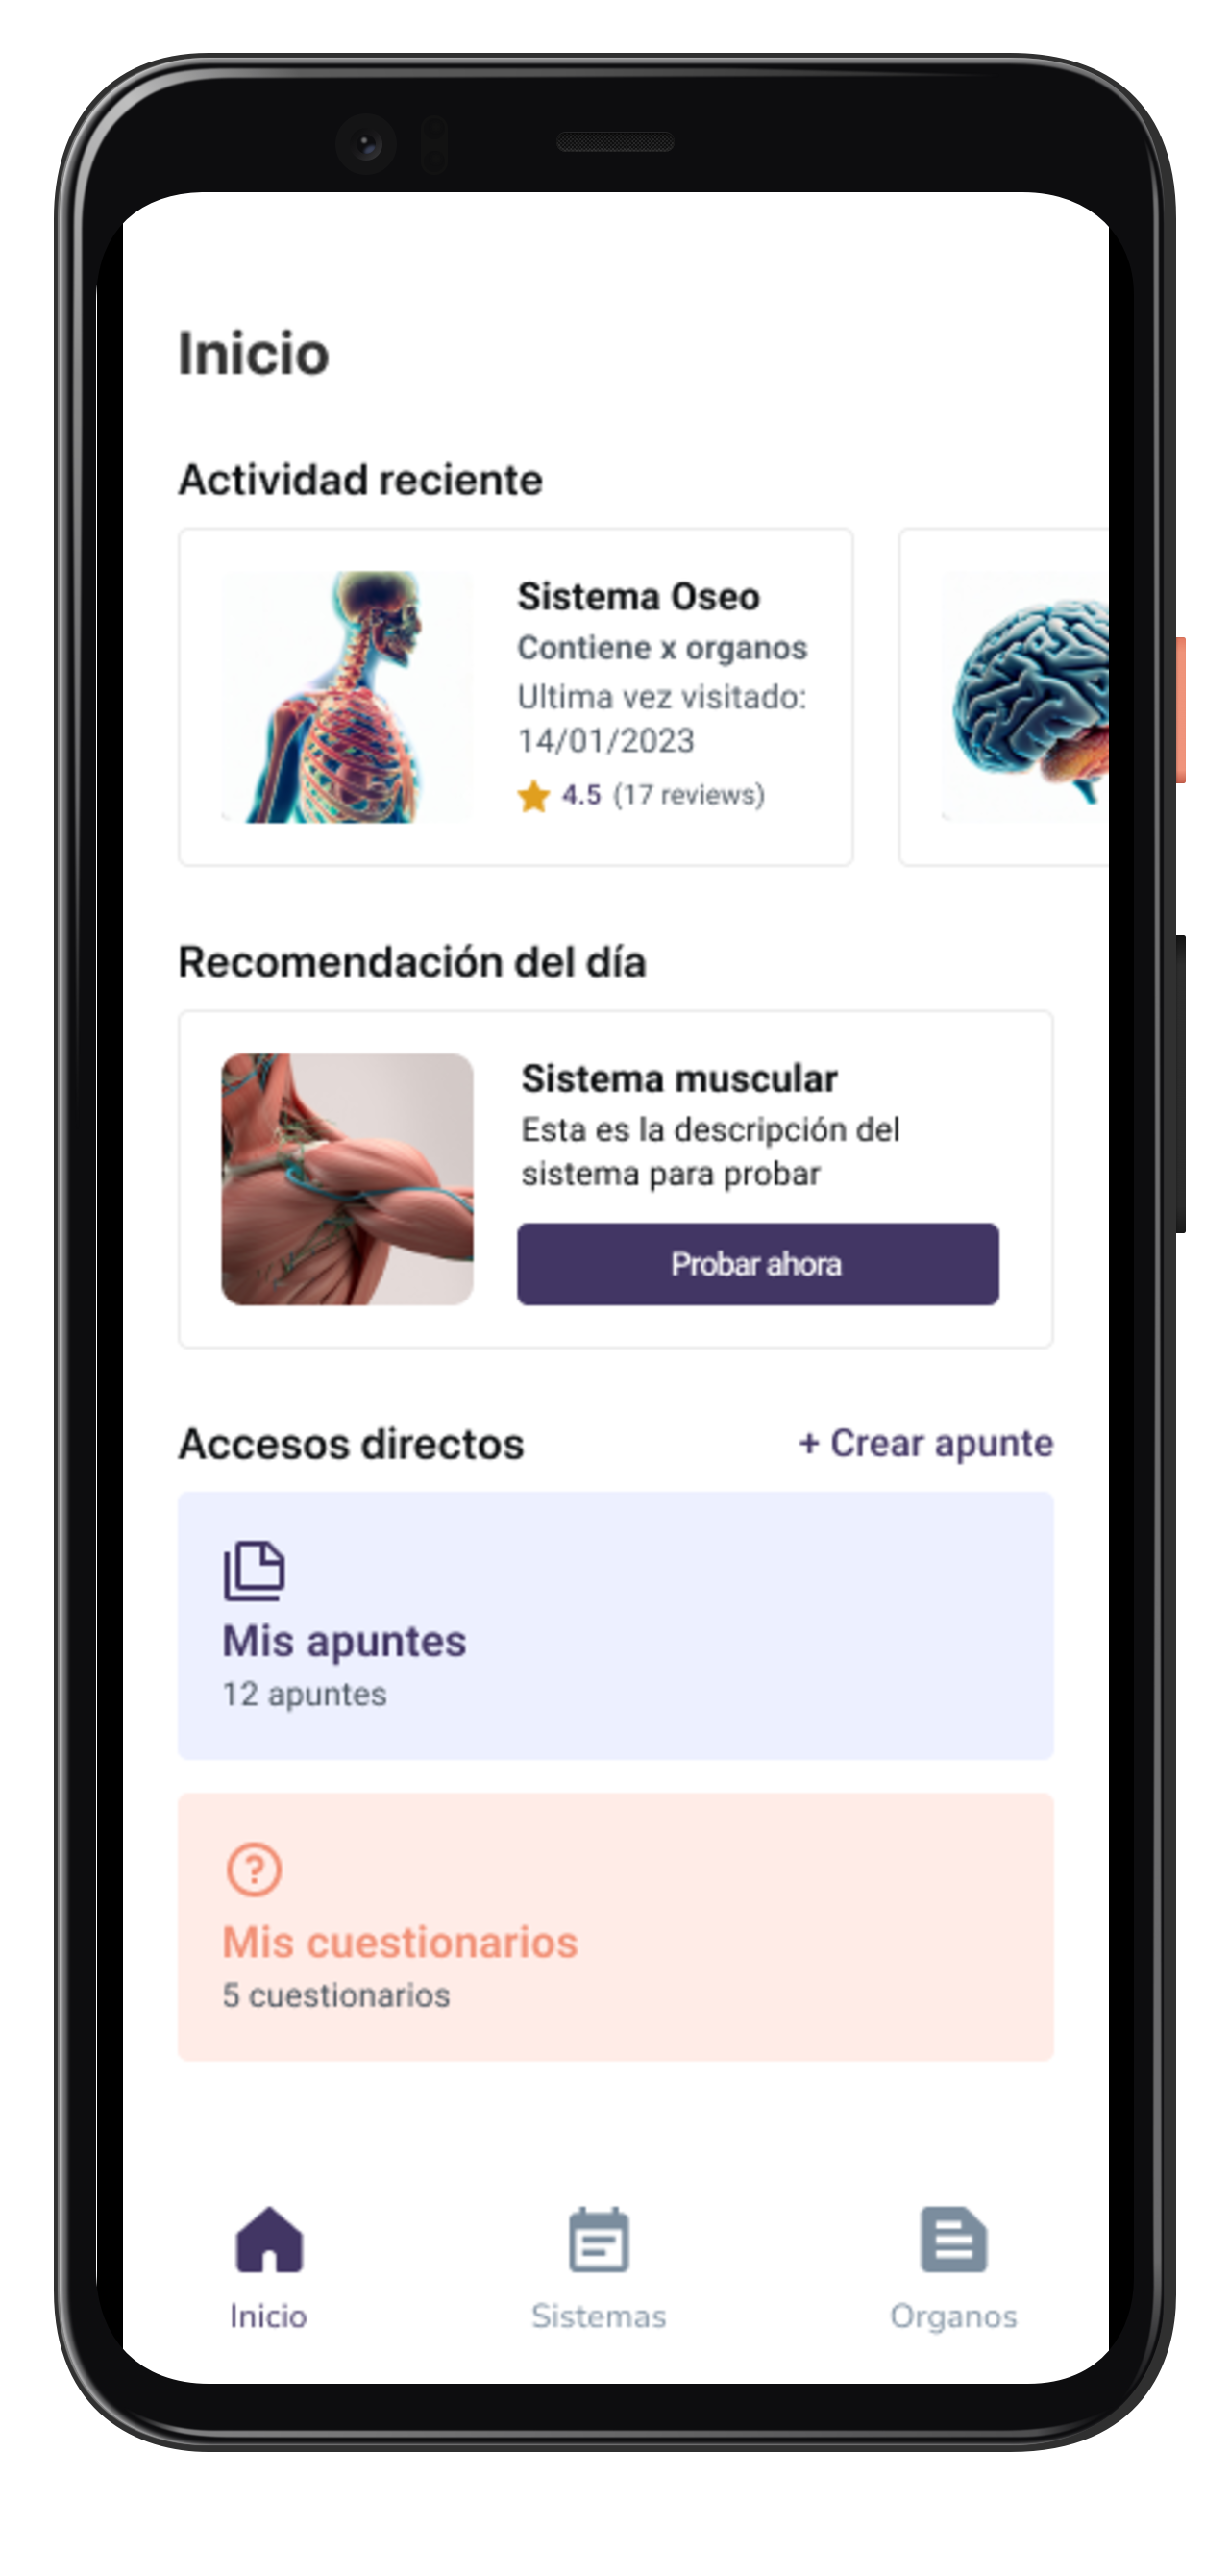 Inicio
Actividad reciente
Sistema Oseo
Contiene x organos
Ultima vez visitado:
14/01/2023
4.5 (17 reviews)
Recomendación del día
Sistema muscular
Esta es la descripción del
sistema para probar
Probar ahora
Accesos directos
+ Crear apunte
Mis apuntes
12 apuntes
?
Mis cuestionarios
5 cuestionarios
Inicio
Sistemas
Organos